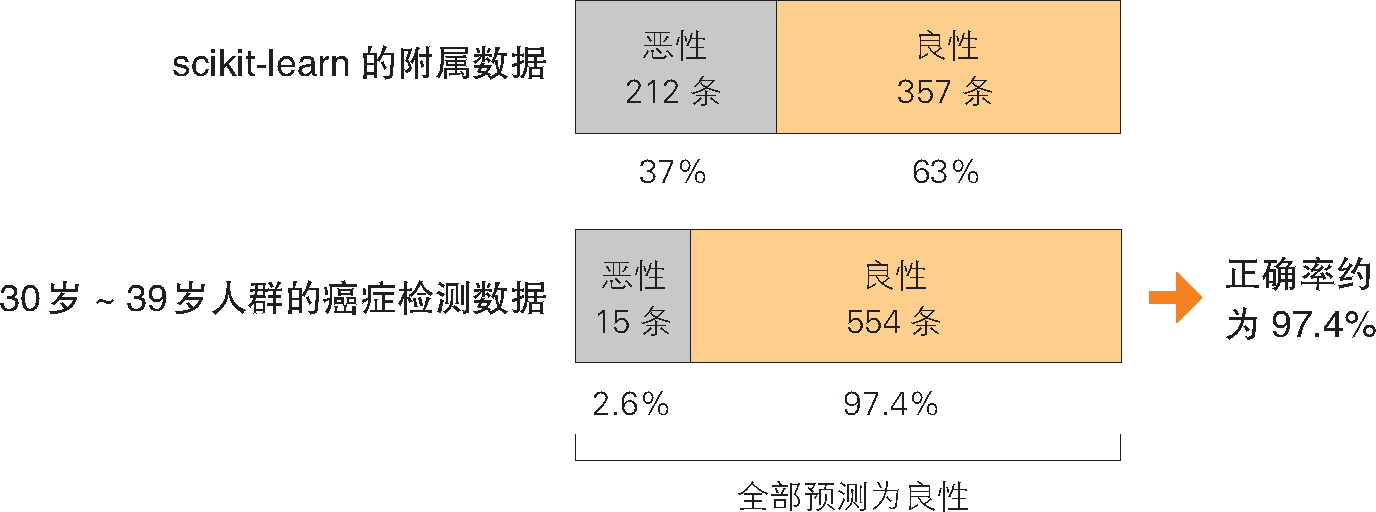 scikit-learn 的附属数据
恶性
212 条
良性
357 条
37%
63%
30 岁 ~ 39 岁人群的癌症检测数据
恶性
15 条
良性
554 条
正确率约
为 97.4%
2.6%
97.4%
全部预测为良性